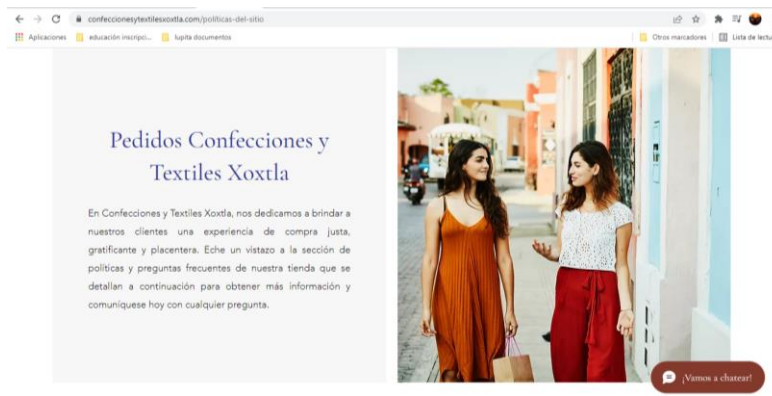 confeccionesytextilesxoxtla.com/políticas-del-sitio
Aplicaciones educación inscripci... lupita documentos Otros marcadores Lista de lectu
Pedidos Confecciones y
Textiles Xoxtla
En Confecciones y Textiles Xoxtla, nos dedicamos a brindar a
nuestros clientes una experiencia de compra justa,
gratificante y placentera. Eche un vistazo a la sección de
políticas y preguntas frecuentes de nuestra tienda que se
detallan a continuación para obtener más información y
comuníquese hoy con cualquier pregunta.
¡Vamos a chatear!